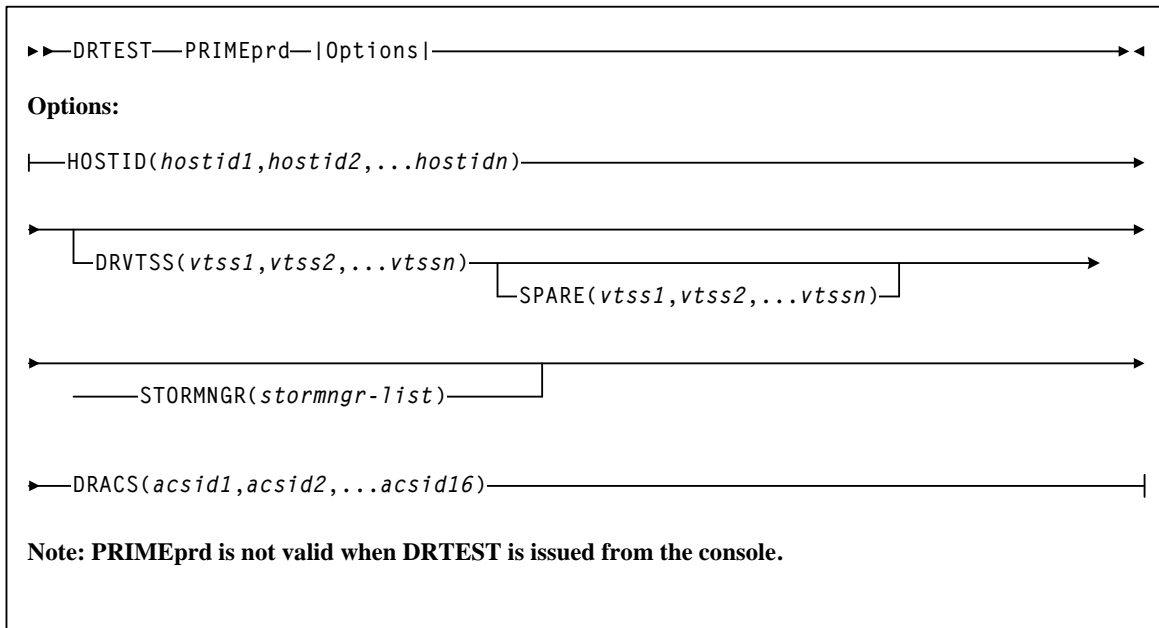 DRTEST PRIMEprd |Options|
Options:
HOSTID(hostid1,hostid2,...hostidn)
DRVTSS(vtss1,vtss2,...vtssn)
SPARE(vtss1,vtss2,...vtssn)
STORMNGR(stormngr-list)
DRACS(acsid1,acsid2,...acsid16)
Note: PRIMEprd is not valid when DRTEST is issued from the console.